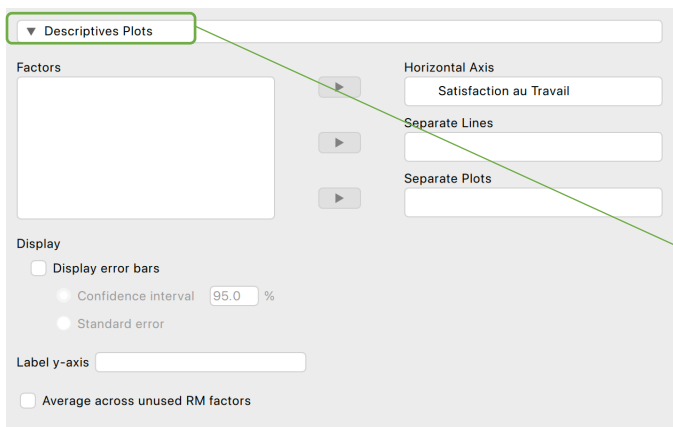 Descriptives Plots
Factors
Horizontal Axis
Satisfaction au Travail
Separate Lines
Separate Plots
Display
Display error bars
Confidence interval 95.0 %
Standard error
Label y-axis
Average across unused RM factors